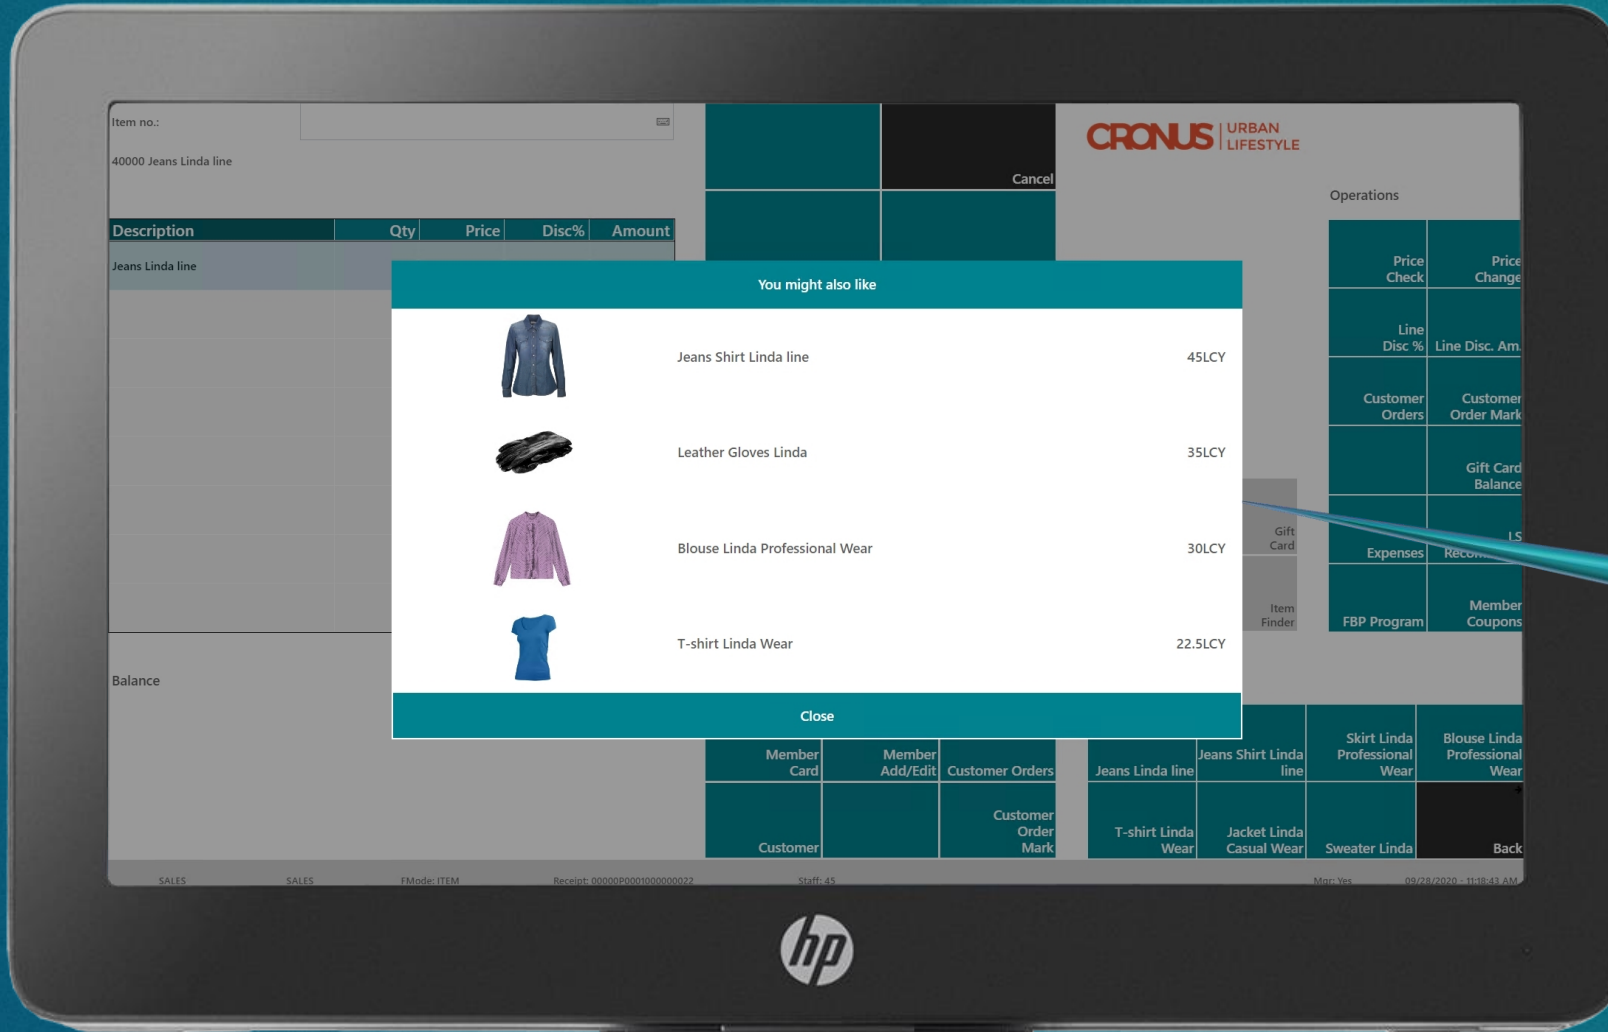 Item no.:
40000 Jeans Linda line
Description Qty Price Disc% Amount
Jeans Linda line
Balance
Cancel
CRONUS | URBAN
LIFESTYLE
Operations
Price
Check
Price
Change
Line
Disc %
Line Disc. Am.
Customer
Orders
Customer
Order Mark
Gift Card
Balance
Expenses
LS
FBP Program
Member
Coupons
Gift
Card
Item
Finder
You might also like
Jeans Shirt Linda line 45LCY
Leather Gloves Linda 35LCY
Blouse Linda Professional Wear 30LCY
T-shirt Linda Wear 22.5LCY
Close
Member
Card
Member
Add/Edit
Customer Orders
Customer
Customer
Order
Mark
Jeans Linda line
Jeans Shirt Linda
line
Skirt Linda
Professional
Wear
Blouse Linda
Professional
Wear
T-shirt Linda
Wear
Jacket Linda
Casual Wear
Sweater Linda
Back
SALES SALES FMode: ITEM Receipt: 00000P0001000000022 Staff: 45 Mgr: Yes 09/28/2020 - 11:18:43 AM
hp